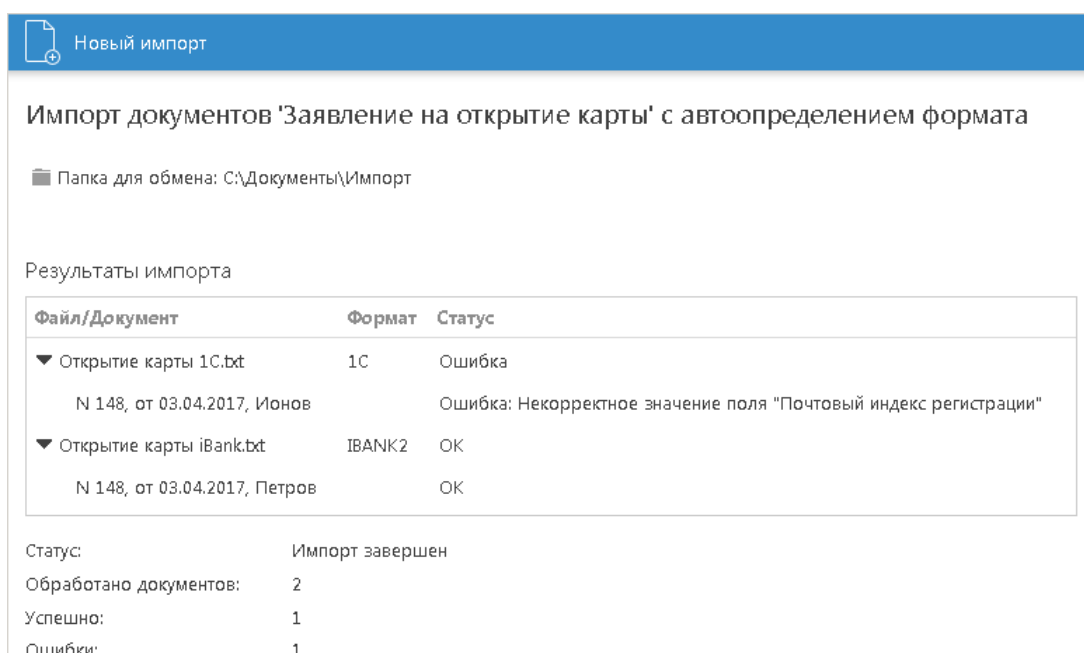 Новый импорт
Импорт документов 'Заявление на открытие карты' с автоопределением формата
Папка для обмена: C:\Документы\Импорт
Результаты импорта
Файл/Документ Формат Статус
Открытие карты 1С.txt 1С Ошибка
N 148, от 03.04.2017, Ионов Ошибка: Некорректное значение поля "Почтовый индекс регистрации"
Открытие карты iBank.txt IBANK2 OK
N 148, от 03.04.2017, Петров OK
Статус: Импорт завершен
Обработано документов: 2
Успешно: 1
Ошибки: 1